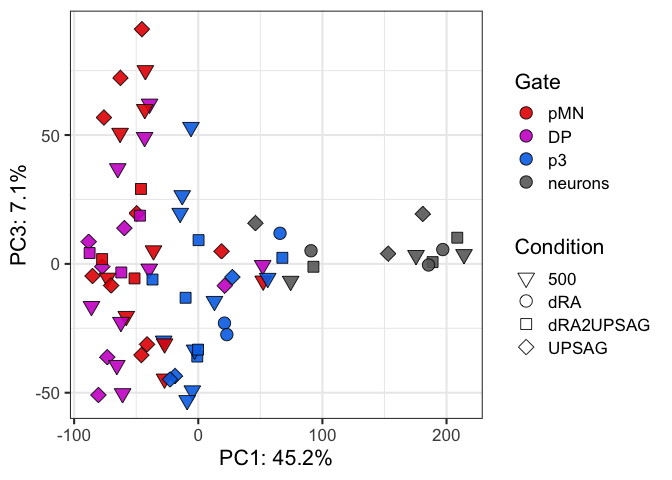 50
0
-50
-100
0
100
200
PC3: 7.1%
PC1: 45.2%
Gate
pMN
DP
p3
neurons
Condition
500
dRA
dRA2UPSAG
UPSAG